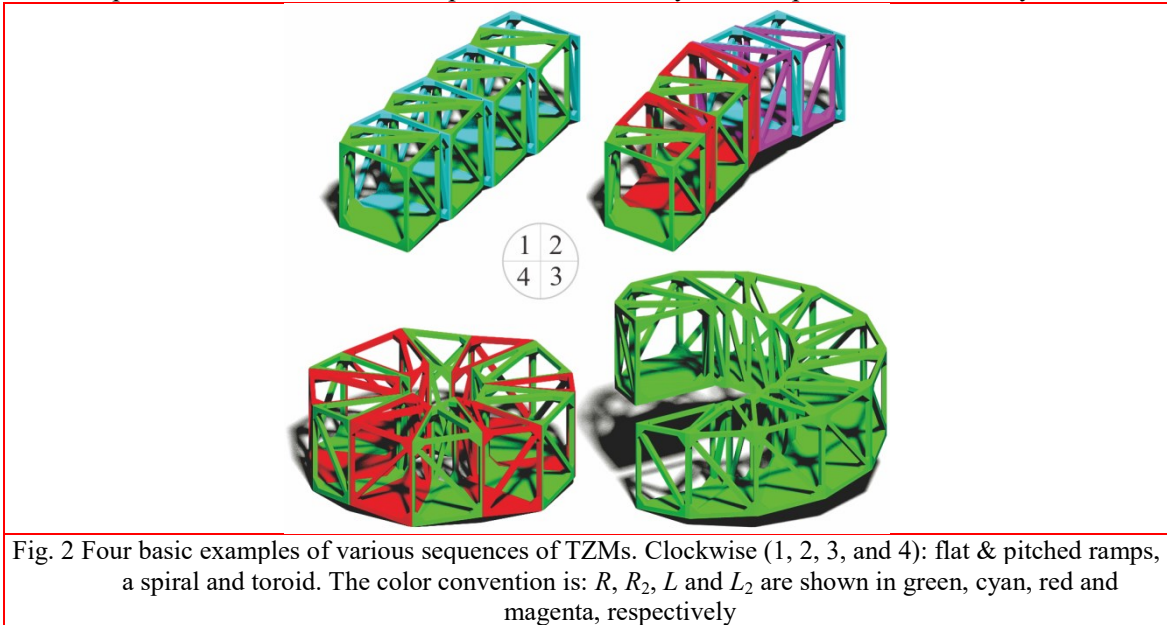 1 2
4 3
Fig. 2 Four basic examples of various sequences of TZMs. Clockwise (1, 2, 3, and 4): flat & pitched ramps,
a spiral and toroid. The color convention is: R, R2, L and L2 are shown in green, cyan, red and
magenta, respectively